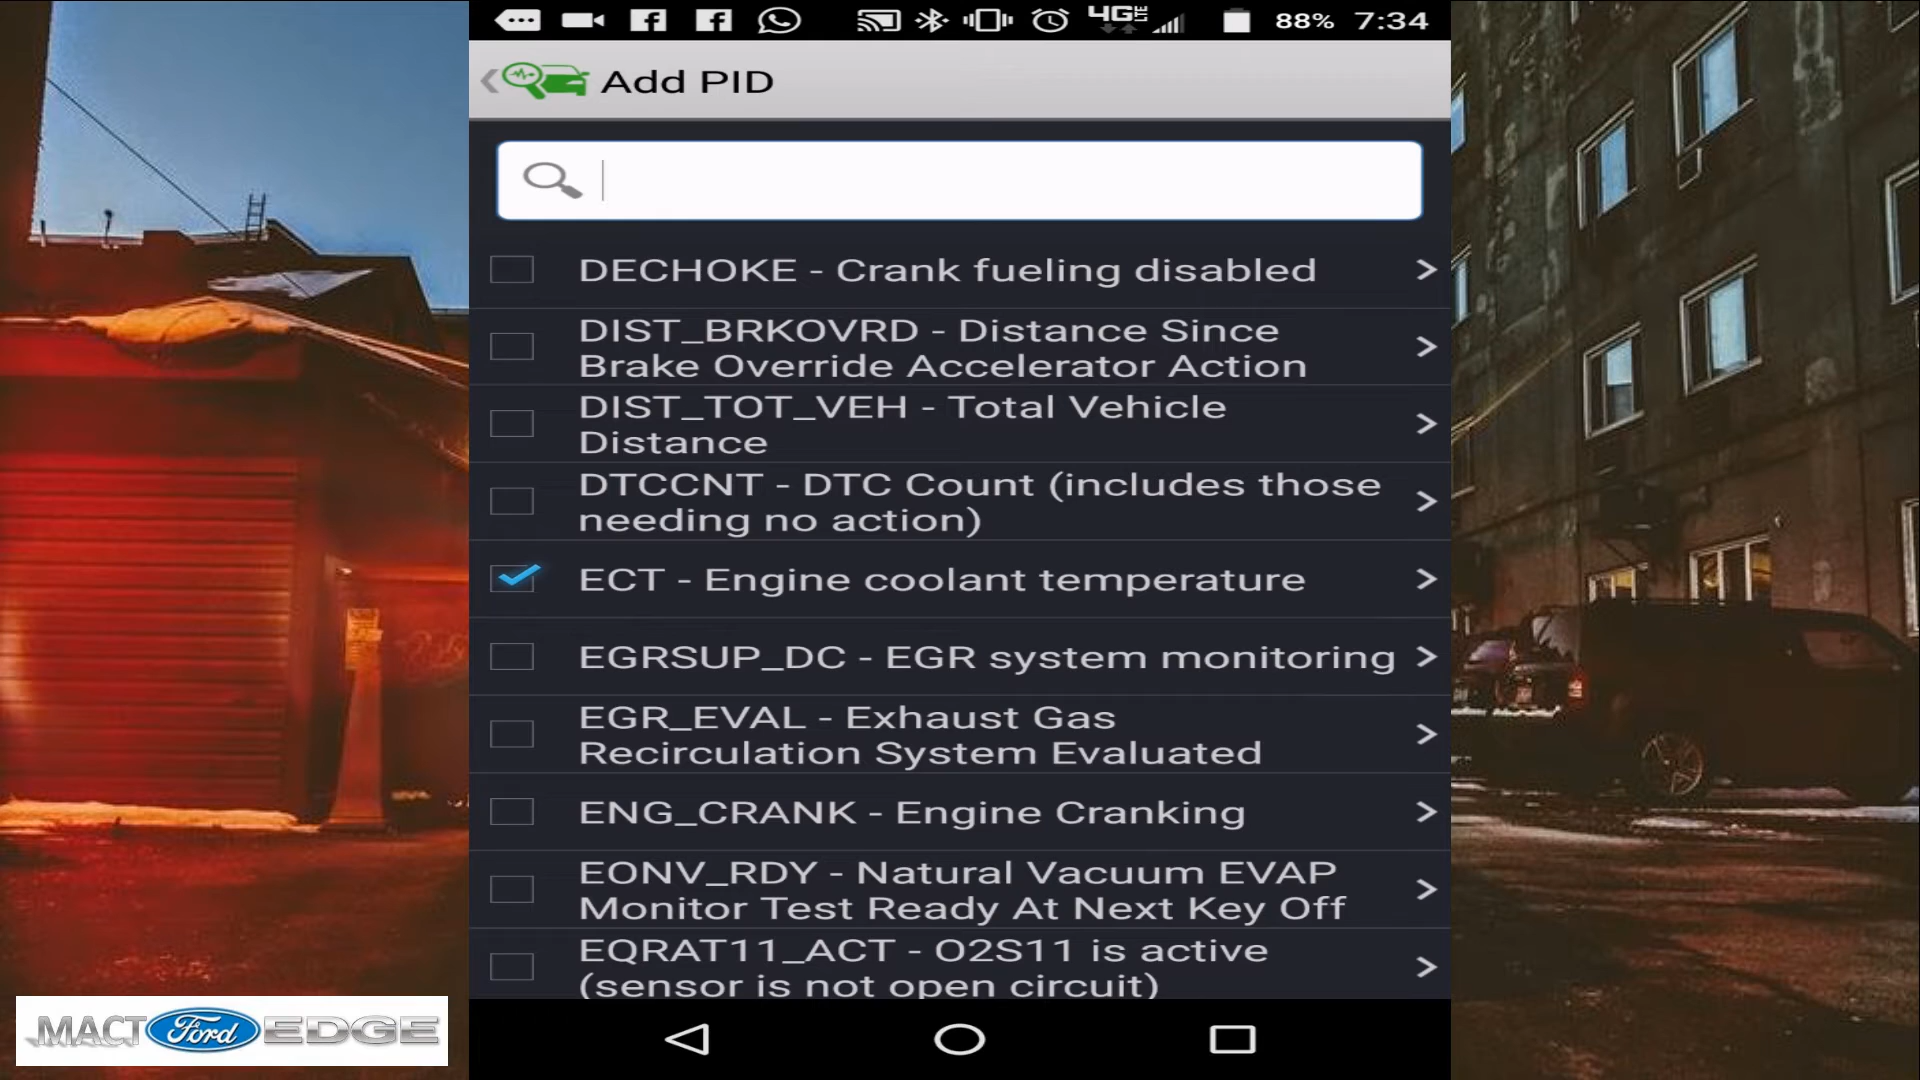 4G LTE 88% 7:34
Add PID
DECHOKE - Crank fueling disabled
DIST_BRKOVRD - Distance Since
Brake Override Accelerator Action
DIST_TOT_VEH - Total Vehicle
Distance
DTCCNT - DTC Count (includes those
needing no action)
ECT - Engine coolant temperature
EGRSUP_DC - EGR system monitoring
EGR_EVAL - Exhaust Gas
Recirculation System Evaluated
ENG_CRANK - Engine Cranking
EONV_RDY - Natural Vacuum EVAP
Monitor Test Ready At Next Key Off
EQRAT11_ACT - O2S11 is active
(sensor is not open circuit)
MACT Ford EDGE